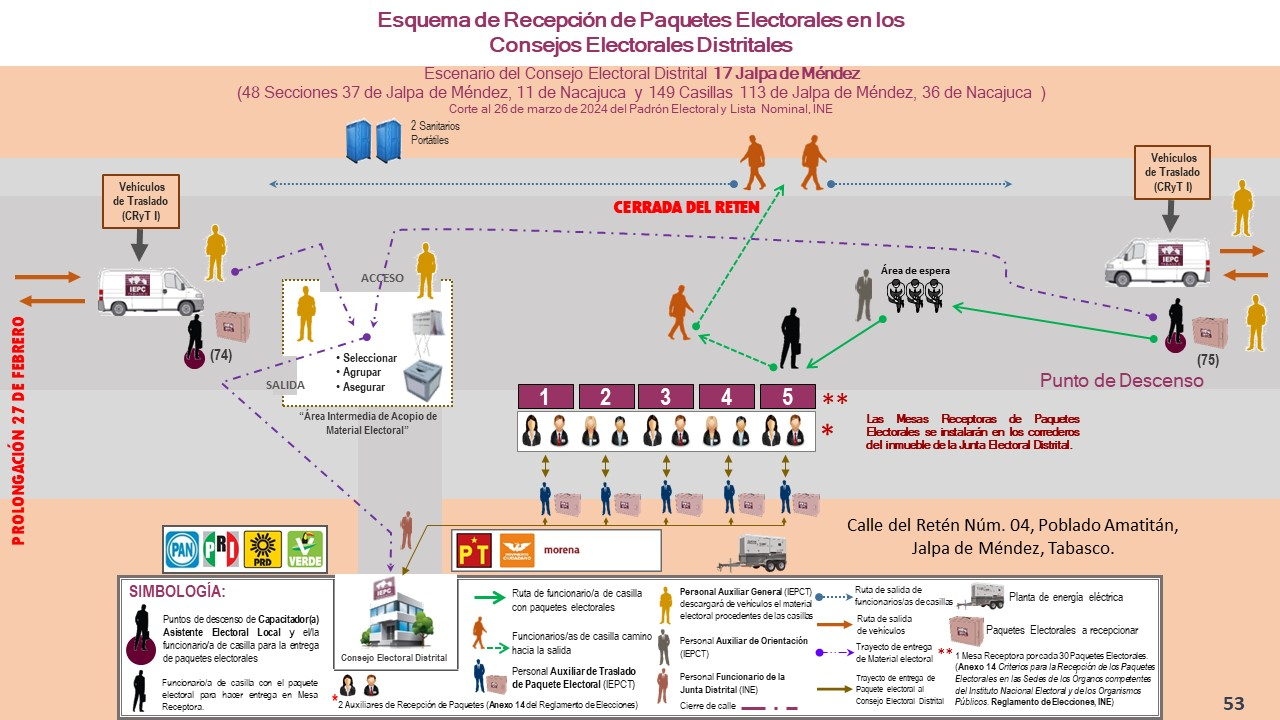 Esquema de Recepción de Paquetes Electorales en los
Consejos Electorales Distritales
Escenario del Consejo Electoral Distrital 17 Jalpa de Méndez
(48 Secciones 37 de Jalpa de Méndez, 11 de Nacajuca y 149 Casillas 113 de Jalpa de Méndez, 36 de Nacajuca )
Corte al 26 de marzo de 2024 del Padrón Electoral y Lista Nominal, INE
2 Sanitarios
Portátiles
Vehículos
de Traslado
(CRyT I)
Vehículos
de Traslado
(CRyT I)
CERRADA DEL RETEN
ACCESO
Área de espera
IEPC
IEPC
(74)
(75)
• Seleccionar
• Agrupar
• Asegurar
SALIDA
"Área Intermedia de Acopio de
Material Electoral"
PROLONGACIÓN 27 DE FEBRERO
Punto de Descenso
1 2 3 4 5 **
*
Las Mesas Receptoras de Paquetes
Electorales se instalarán en los correderos
del inmueble de la Junta Electoral Distrital.
Calle del Retén Núm. 04, Poblado Amatitán,
Jalpa de Méndez, Tabasco.
PAN PRI PRD VERDE
PT MOVIMIENTO CIUDADANO morena
SIMBOLOGÍA:
Puntos de descenso de Capacitador(a)
Asistente Electoral Local y el/la
funcionario/a de casilla para la entrega
de paquetes electorales
Funcionario/a de casilla con el paquete
electoral para hacer entrega en Mesa
Receptora.
IEPC
Consejo Electoral Distrital
*2 Auxiliares de Recepción de Paquetes (Anexo 14 del Reglamento de Elecciones)
Ruta de funcionario/a de casilla
con paquetes electorales
Funcionarios/as de casilla camino
hacia la salida
Personal Auxiliar de Traslado
de Paquete Electoral (IEPCT)
Personal Auxiliar General (IEPCT)
descargará de vehículos el material
electoral procedentes de las casillas
Personal Auxiliar de Orientación
(IEPCT)
Personal Funcionario de la
Junta Distrital (INE)
Cierre de calle
Ruta de salida de
funcionarios/as de casillas
Ruta de salida
de vehículos
Trayecto de entrega
de Material electoral
Trayecto de entrega de
Paquete electoral al
Consejo Electoral Distrital
Planta de energía eléctrica
Paquetes Electorales a recepcionar
** 1 Mesa Receptora por cada 30 Paquetes Electorales.
(Anexo 14 Criterios para la Recepción de los Paquetes
Electorales en las Sedes de los Órganos competentes
del Instituto Nacional Electoral y de los Organismos
Públicos. Reglamento de Elecciones, INE)
53